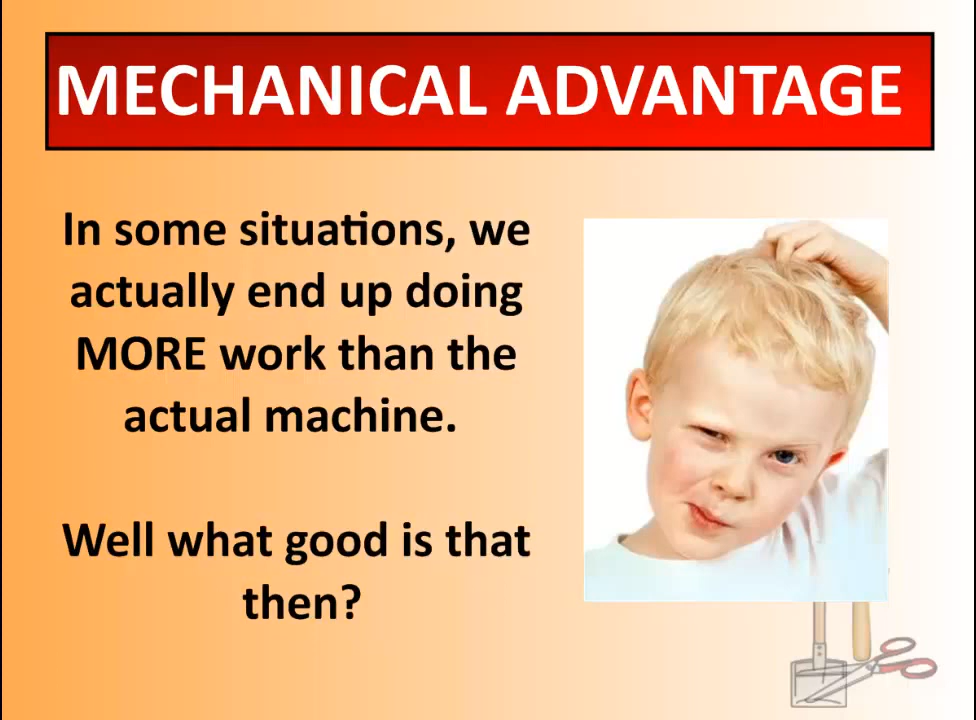 MECHANICAL ADVANTAGE
In some situations, we
actually end up doing
MORE work than the
actual machine.
Well what good is that
then?